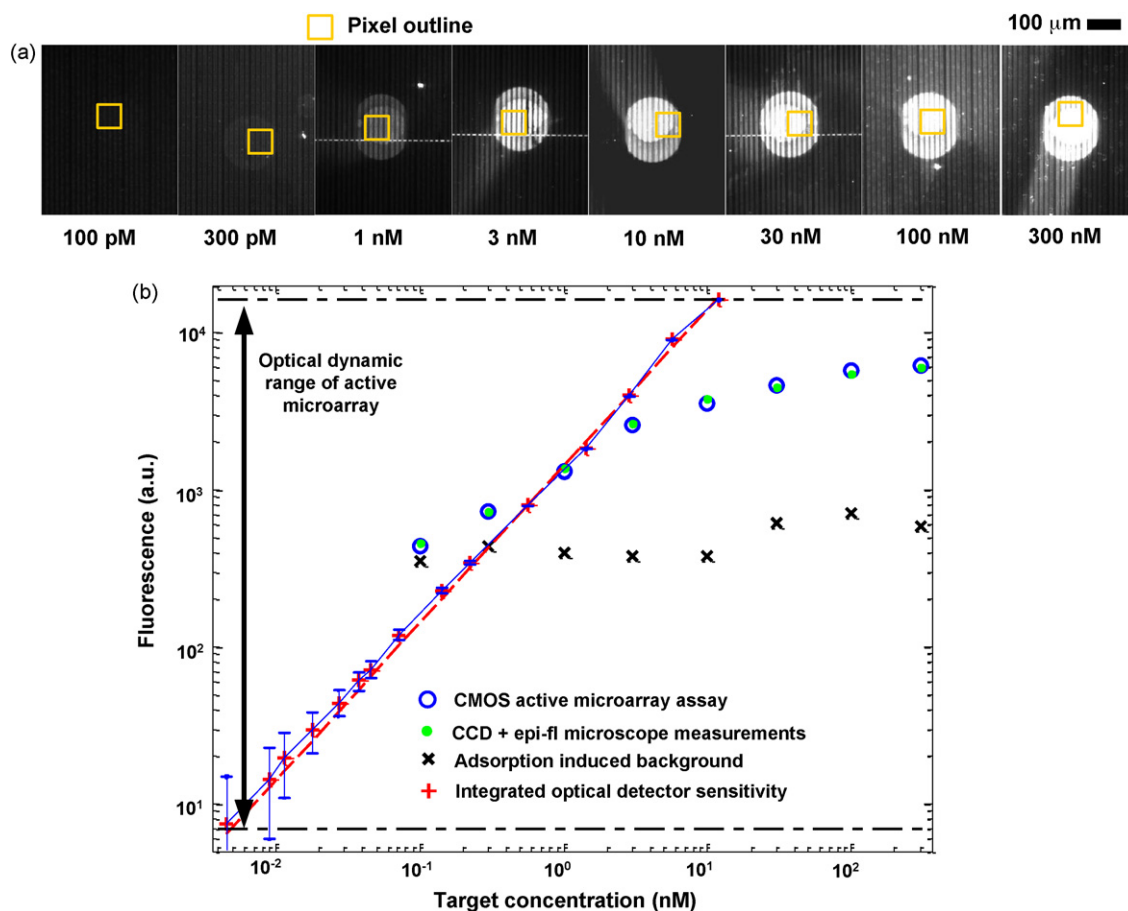 Pixel outline
100 μm
(a)
100 pM
300 pM
1 nM
3 nM
10 nM
30 nM
100 nM
300 nM
(b)
10⁴
10³
10²
10¹
Fluorescence (a.u.)
Optical dynamic
range of active
microarray
CMOS active microarray assay
CCD + epi-fl microscope measurements
Adsorption induced background
Integrated optical detector sensitivity
10⁻²
10⁻¹
10⁰
10¹
10²
Target concentration (nM)